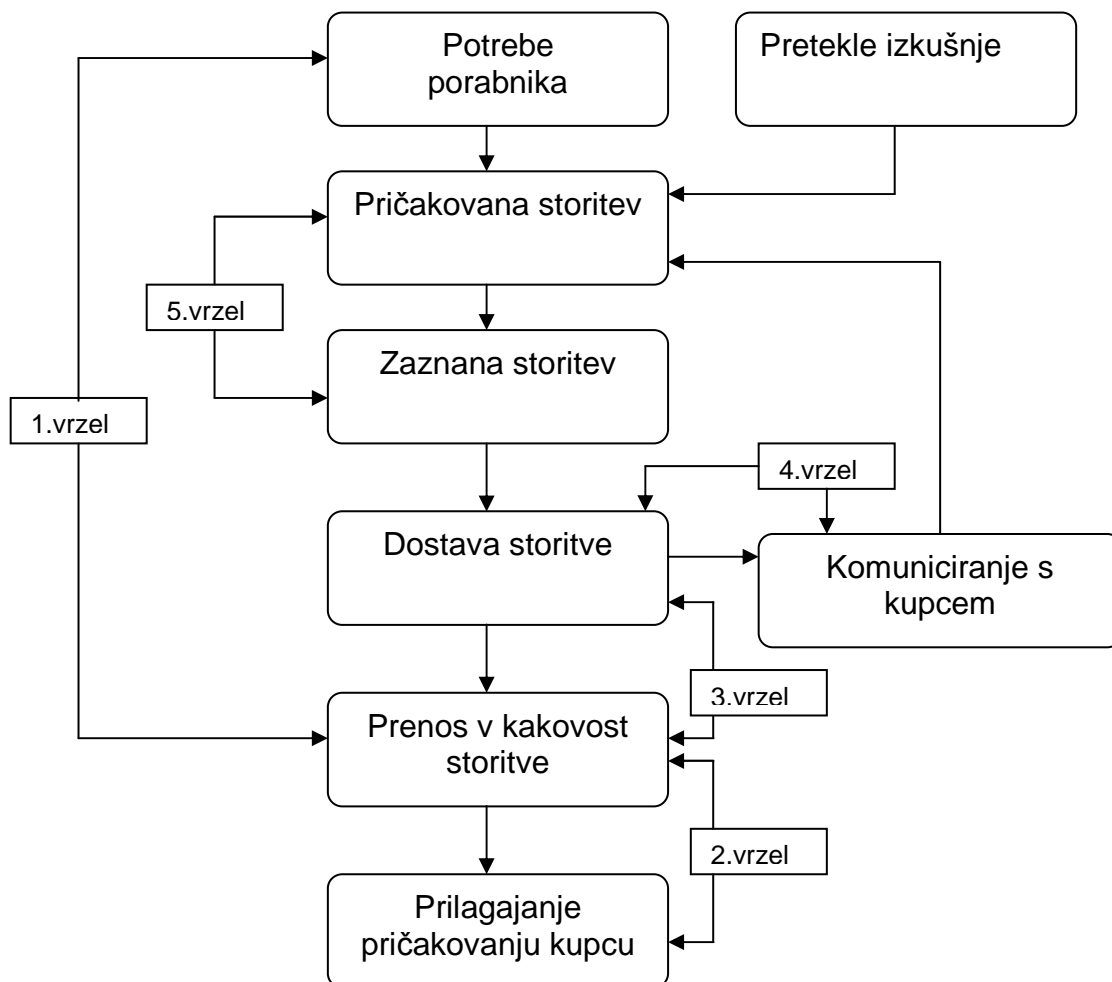 Potrebe
porabnika
Pretekle izkušnje
Pričakovana storitev
5.vrzel
Zaznana storitev
1.vrzel
4.vrzel
Dostava storitve
Komuniciranje s
kupcem
3.vrzel
Prenos v kakovost
storitve
2.vrzel
Prilagajanje
pričakovanju kupcu